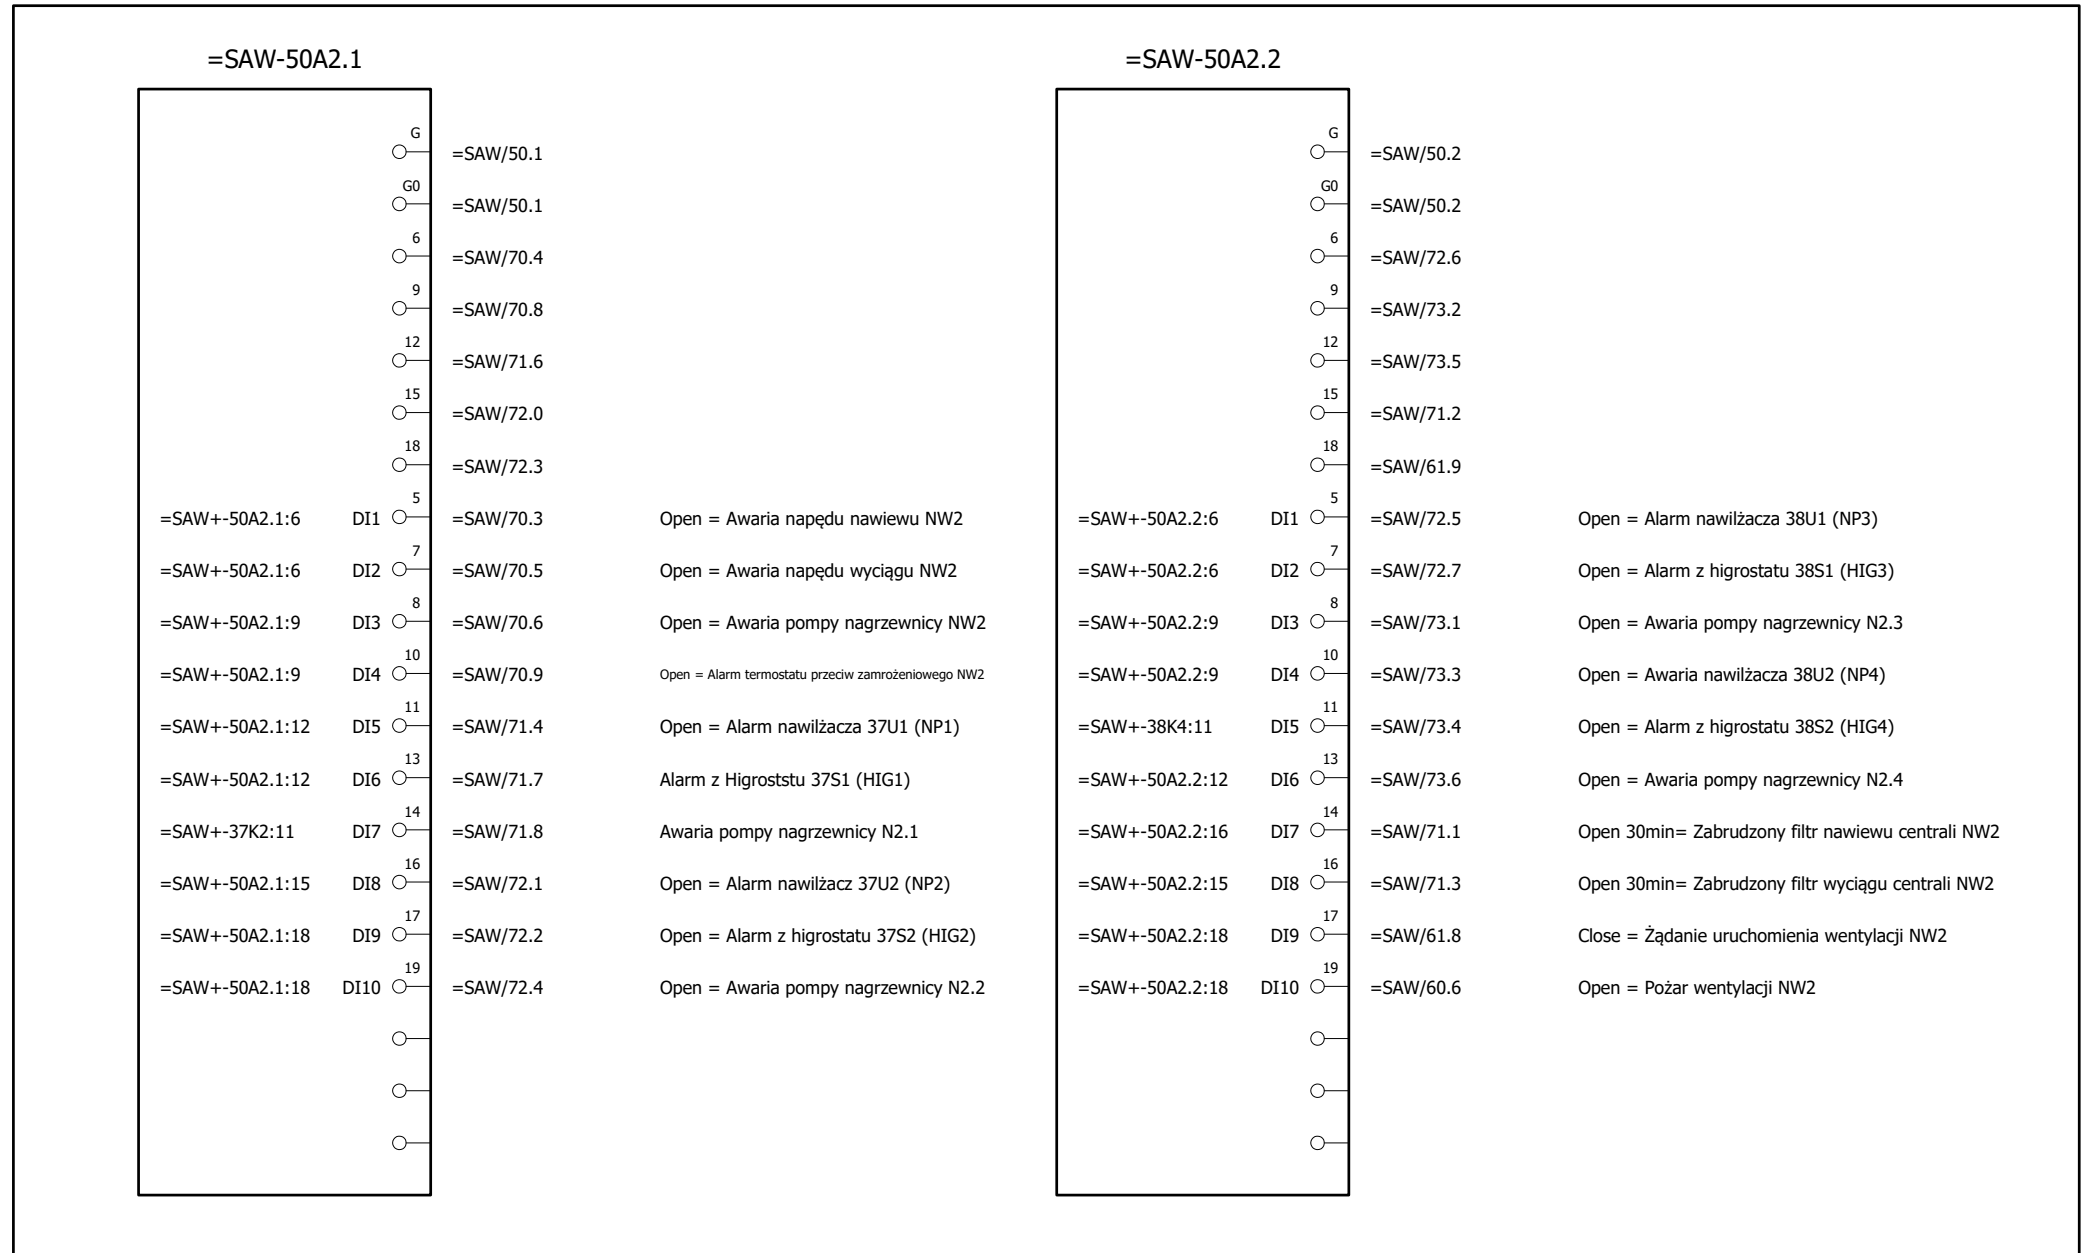 =SAW-50A2.1
G
=SAW/50.1
G0
=SAW/50.1
6
=SAW/70.4
9
=SAW/70.8
12
=SAW/71.6
15
=SAW/72.0
18
=SAW/72.3
5
=SAW+-50A2.1:6 DI1 =SAW/70.3 Open = Awaria napędu nawiewu NW2
7
=SAW+-50A2.1:6 DI2 =SAW/70.5 Open = Awaria napędu wyciągu NW2
8
=SAW+-50A2.1:9 DI3 =SAW/70.6 Open = Awaria pompy nagrzewnicy NW2
10
=SAW+-50A2.1:9 DI4 =SAW/70.9 Open = Alarm termostatu przeciw zamrożeniowego NW2
11
=SAW+-50A2.1:12 DI5 =SAW/71.4 Open = Alarm nawilżacza 37U1 (NP1)
13
=SAW+-50A2.1:12 DI6 =SAW/71.7 Alarm z Higroststu 37S1 (HIG1)
14
=SAW+-37K2:11 DI7 =SAW/71.8 Awaria pompy nagrzewnicy N2.1
16
=SAW+-50A2.1:15 DI8 =SAW/72.1 Open = Alarm nawilżacz 37U2 (NP2)
17
=SAW+-50A2.1:18 DI9 =SAW/72.2 Open = Alarm z higrostatu 37S2 (HIG2)
19
=SAW+-50A2.1:18 DI10 =SAW/72.4 Open = Awaria pompy nagrzewnicy N2.2
=SAW-50A2.2
G
=SAW/50.2
G0
=SAW/50.2
6
=SAW/72.6
9
=SAW/73.2
12
=SAW/73.5
15
=SAW/71.2
18
=SAW/61.9
5
=SAW+-50A2.2:6 DI1 =SAW/72.5 Open = Alarm nawilżacza 38U1 (NP3)
7
=SAW+-50A2.2:6 DI2 =SAW/72.7 Open = Alarm z higrostatu 38S1 (HIG3)
8
=SAW+-50A2.2:9 DI3 =SAW/73.1 Open = Awaria pompy nagrzewnicy N2.3
10
=SAW+-50A2.2:9 DI4 =SAW/73.3 Open = Awaria nawilżacza 38U2 (NP4)
11
=SAW+-38K4:11 DI5 =SAW/73.4 Open = Alarm z higrostatu 38S2 (HIG4)
13
=SAW+-50A2.2:12 DI6 =SAW/73.6 Open = Awaria pompy nagrzewnicy N2.4
14
=SAW+-50A2.2:16 DI7 =SAW/71.1 Open 30min= Zabrudzony filtr nawiewu centrali NW2
16
=SAW+-50A2.2:15 DI8 =SAW/71.3 Open 30min= Zabrudzony filtr wyciągu centrali NW2
17
=SAW+-50A2.2:18 DI9 =SAW/61.8 Close = Żądanie uruchomienia wentylacji NW2
19
=SAW+-50A2.2:18 DI10 =SAW/60.6 Open = Pożar wentylacji NW2